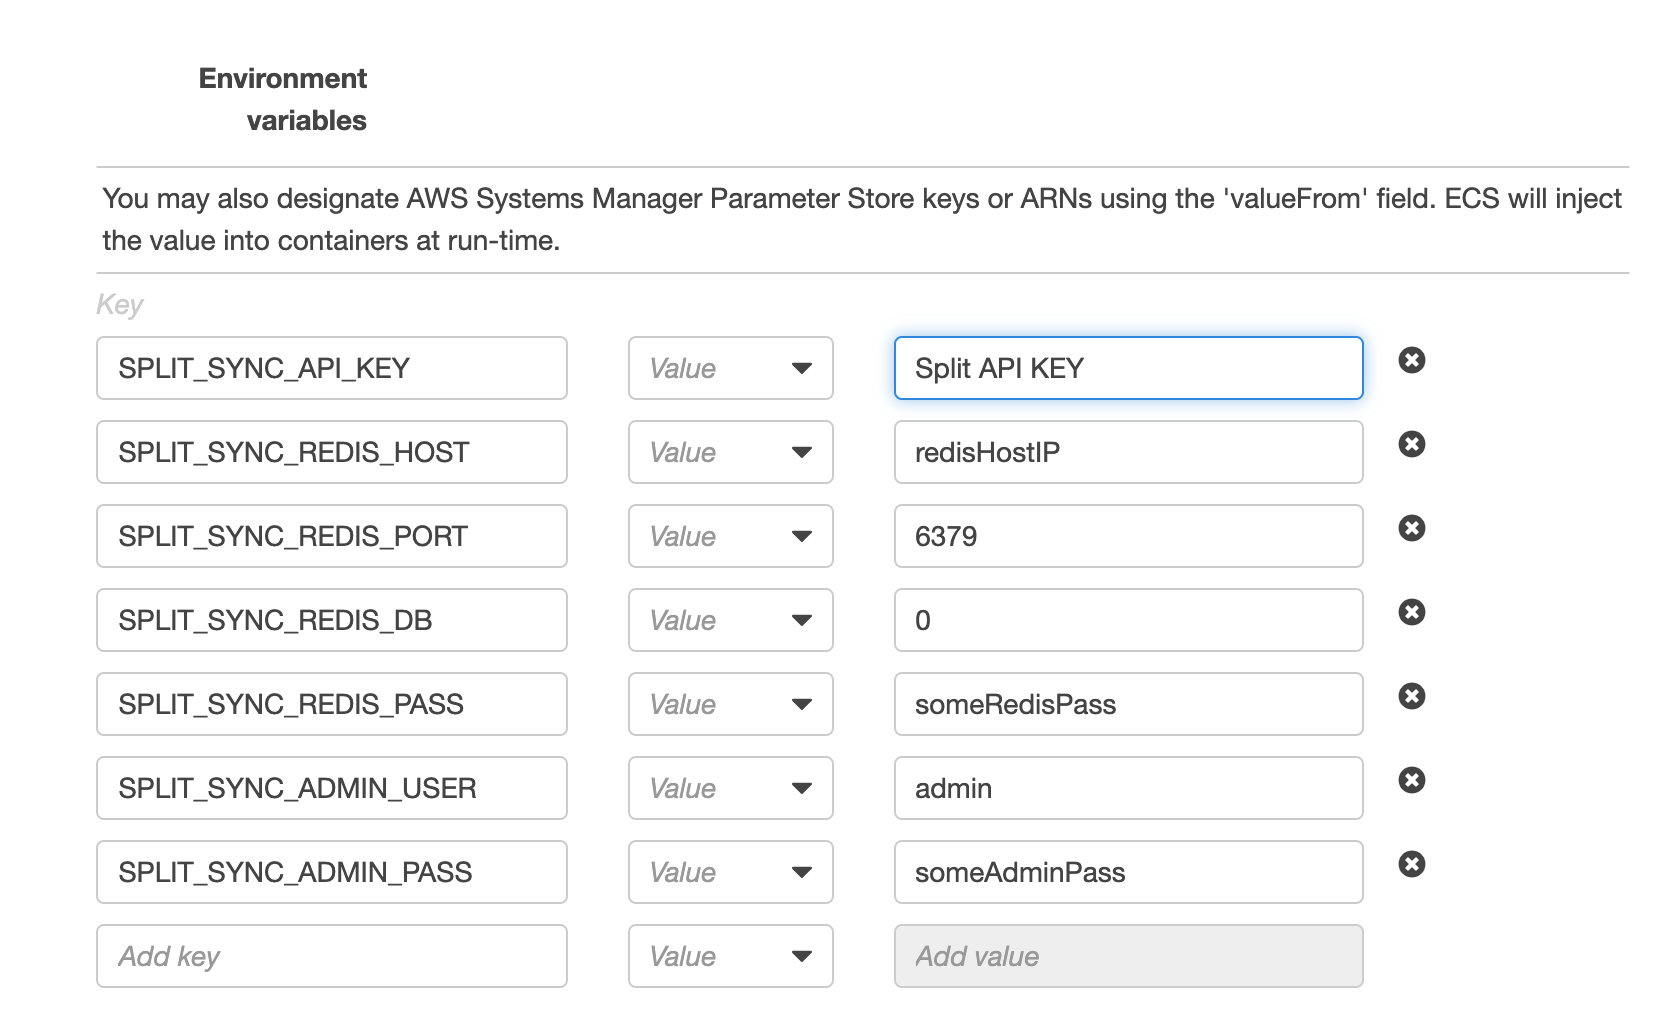 Environment
variables
You may also designate AWS Systems Manager Parameter Store keys or ARNs using the 'valueFrom' field. ECS will inject
the value into containers at run-time.
Key
SPLIT_SYNC_API_KEY Value Split API KEY
SPLIT_SYNC_REDIS_HOST Value redisHostIP
SPLIT_SYNC_REDIS_PORT Value 6379
SPLIT_SYNC_REDIS_DB Value 0
SPLIT_SYNC_REDIS_PASS Value someRedisPass
SPLIT_SYNC_ADMIN_USER Value admin
SPLIT_SYNC_ADMIN_PASS Value someAdminPass
Add key Value Add value